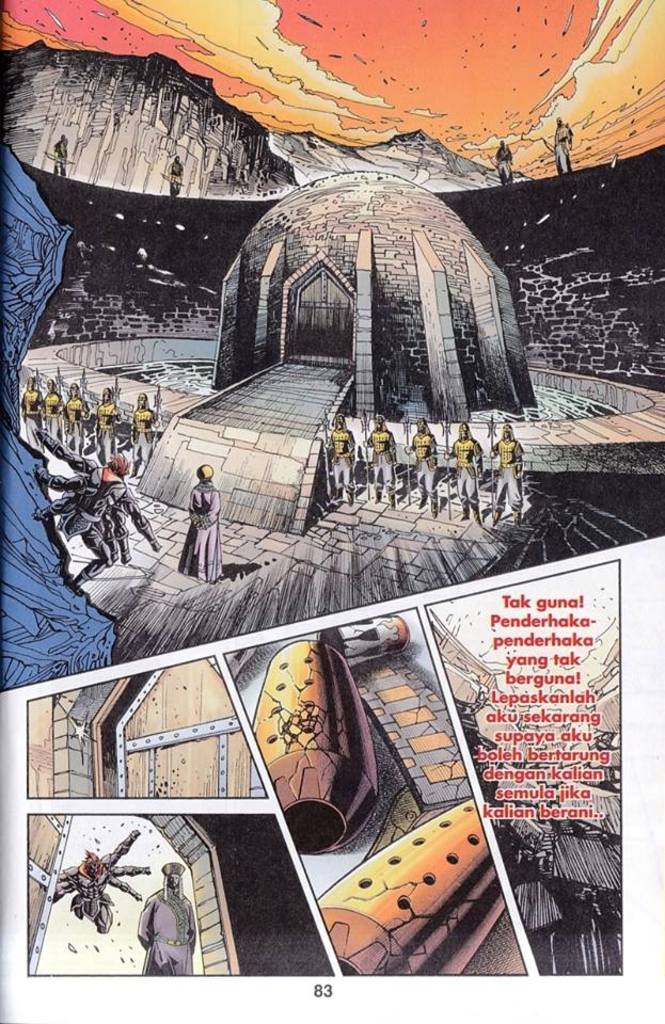 Tak guna!
Penderhaka-
penderhaka
yang tak
berguna!
Lepaskanlah
aku sekarang
supaya aku
boleh bertarung
dengan kalian
semula jika
kalian berani..
83